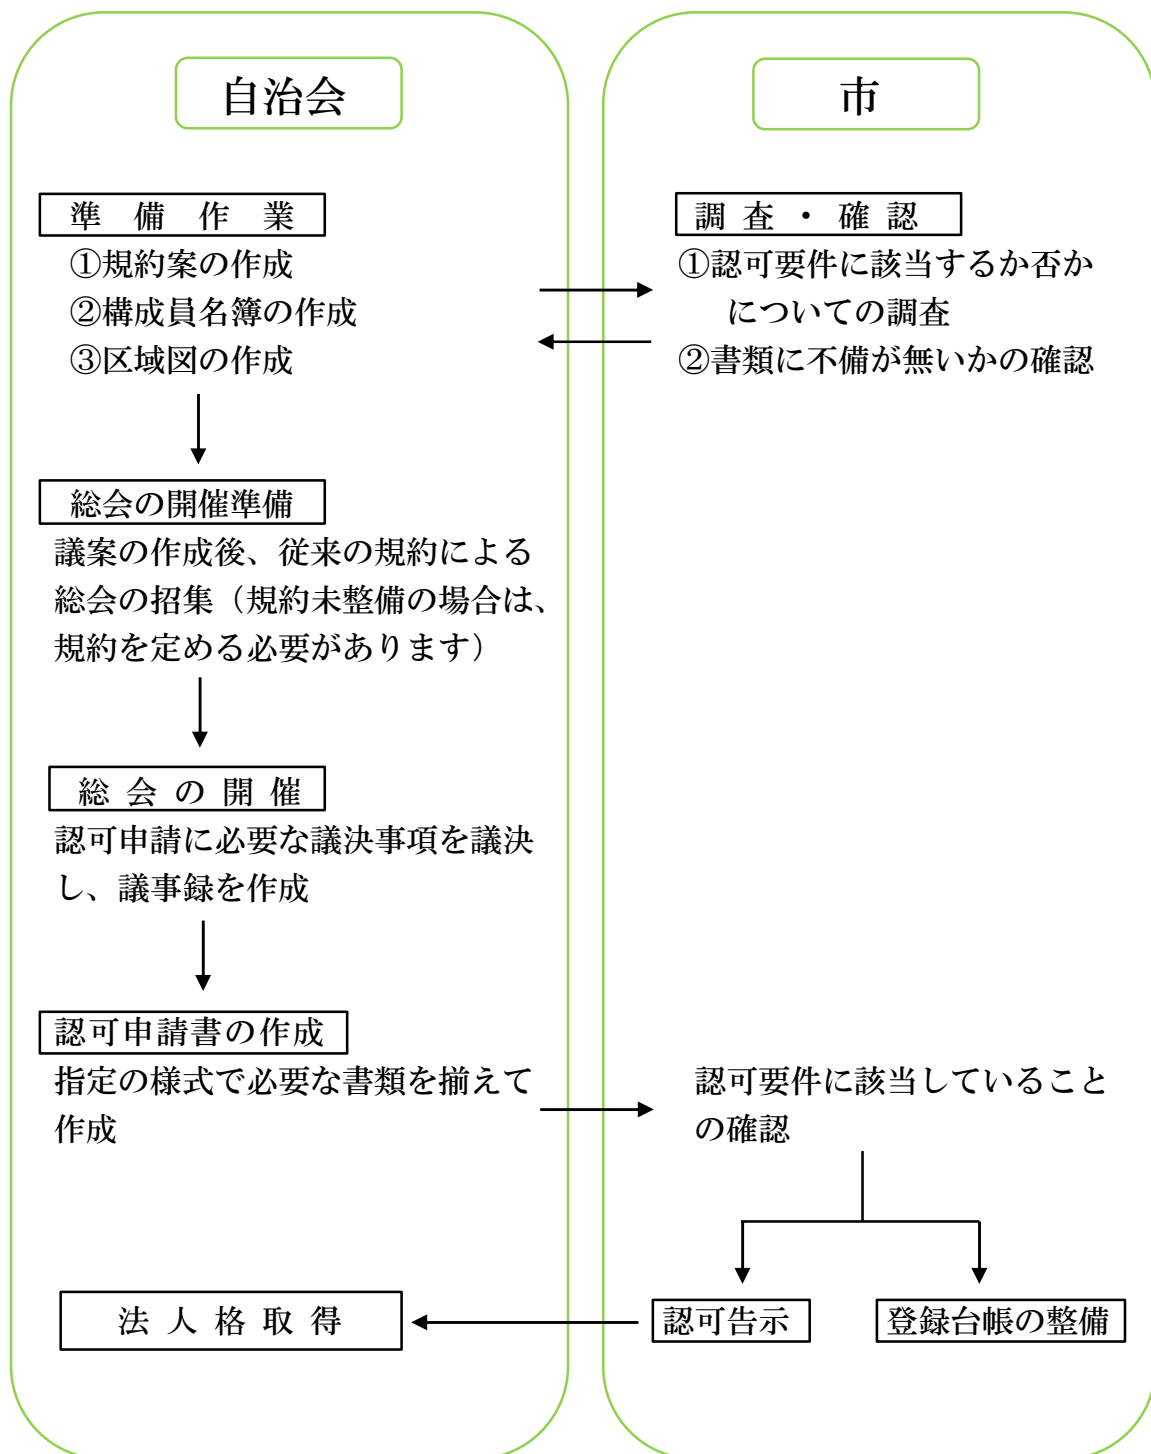 自治会
準備作業
①規約案の作成
②構成員名簿の作成
③区域図の作成
総会の開催準備
議案の作成後、従来の規約による
総会の招集（規約未整備の場合は、
規約を定める必要があります）
総会の開催
認可申請に必要な議決事項を議決
し、議事録を作成
認可申請書の作成
指定の様式で必要な書類を揃えて
作成
法人格取得
市
調査・確認
①認可要件に該当するか否か
についての調査
②書類に不備が無いかの確認
認可要件に該当していること
の確認
認可告示
登録台帳の整備